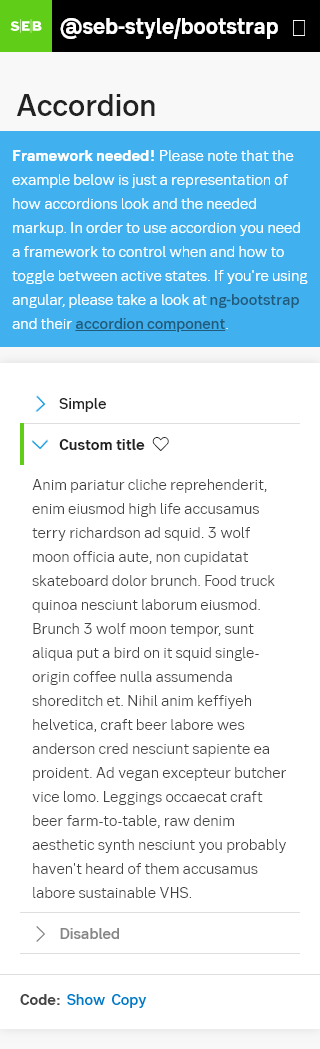 SEB @seb-style/bootstrap
Accordion
Framework needed! Please note that the
example below is just a representation of
how accordions look and the needed
markup. In order to use accordion you need
a framework to control when and how to
toggle between active states. If you're using
angular, please take a look at ng-bootstrap
and their accordion component.
Simple
Custom title
Anim pariatur cliche reprehenderit,
enim eiusmod high life accusamus
terry richardson ad squid. 3 wolf
moon officia aute, non cupidatat
skateboard dolor brunch. Food truck
quinoa nesciunt laborum eiusmod.
Brunch 3 wolf moon tempor, sunt
aliqua put a bird on it squid single-
origin coffee nulla assumenda
shoreditch et. Nihil anim keffiyeh
helvetica, craft beer labore wes
anderson cred nesciunt sapiente ea
proident. Ad vegan excepteur butcher
vice lomo. Leggings occaecat craft
beer farm-to-table, raw denim
aesthetic synth nesciunt you probably
haven't heard of them accusamus
labore sustainable VHS.
Disabled
Code: Show Copy